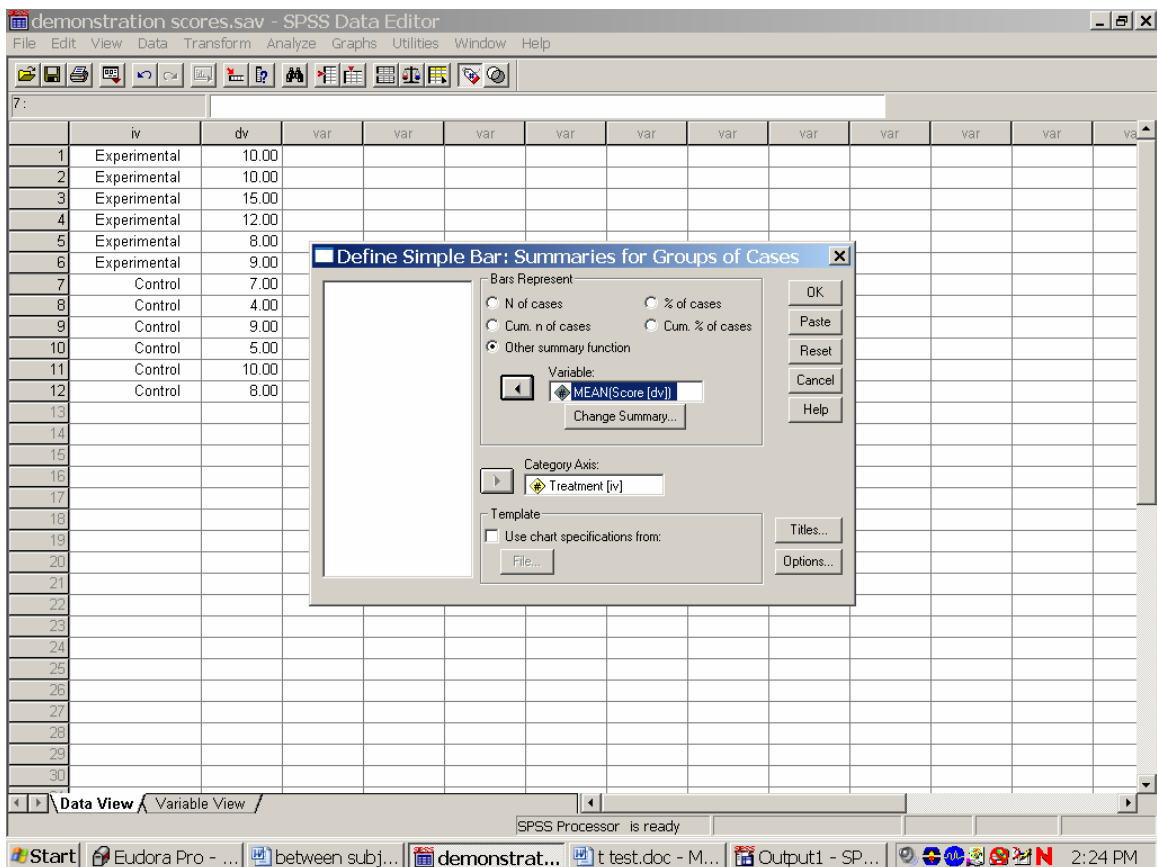 demonstration scores.sav - SPSS Data Editor
File Edit View Data Transform Analyze Graphs Utilities Window Help
7 :
iv dv var var var var var var var var var var va
1 Experimental 10.00
2 Experimental 10.00
3 Experimental 15.00
4 Experimental 12.00
5 Experimental 8.00
6 Experimental 9.00
7 Control 7.00
8 Control 4.00
9 Control 9.00
10 Control 5.00
11 Control 10.00
12 Control 8.00
13
14
15
16
17
18
19
20
21
22
23
24
25
26
27
28
29
30
Define Simple Bar: Summaries for Groups of Cases
Bars Represent
N of cases % of cases
Cum. n of cases Cum. % of cases
Other summary function
Variable:
MEAN(Score [dv])
Change Summary...
Category Axis:
Treatment [iv]
Template
Use chart specifications from:
File...
OK
Paste
Reset
Cancel
Help
Titles...
Options...
Data View Variable View
SPSS Processor is ready
Start Eudora Pro - ... between subj... demonstrat... t test.doc - M... Output1 - SP... N 2:24 PM